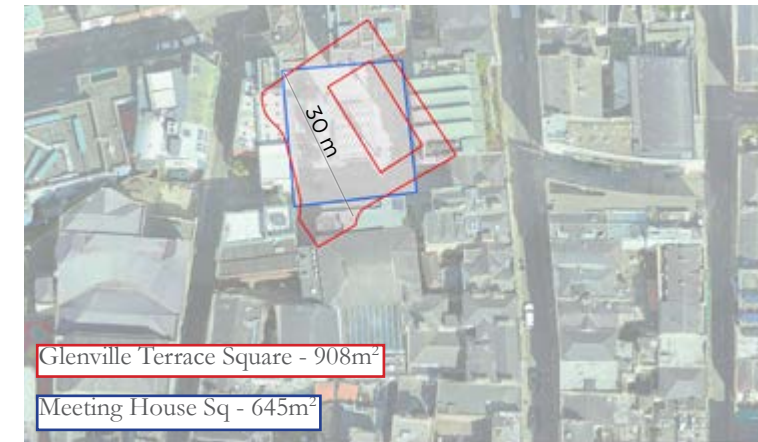 30 m
Glenville Terrace Square - 908m²
Meeting House Sq - 645m²